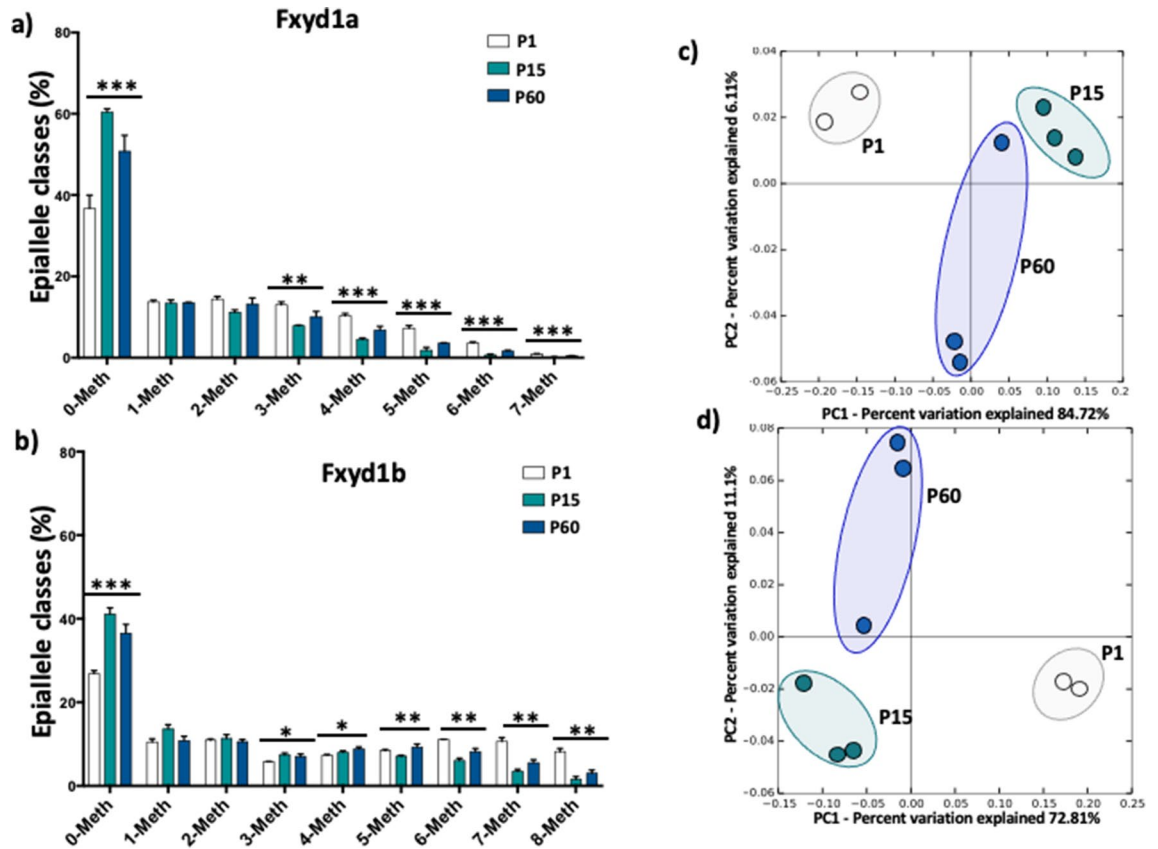 a)
Fxyd1a
Epiallele classes (%)
80
60
40
20
0
P1
P15
P60
***
**
***
***
***
***
0-Meth
1-Meth
2-Meth
3-Meth
4-Meth
5-Meth
6-Meth
7-Meth
b)
Fxyd1b
Epiallele classes (%)
80
60
40
20
0
P1
P15
P60
***
*
*
**
**
**
**
0-Meth
1-Meth
2-Meth
3-Meth
4-Meth
5-Meth
6-Meth
7-Meth
8-Meth
c)
PC2 - Percent variation explained 6.11%
0.04
0.02
0.00
−0.02
−0.04
−0.06
P1
P15
P60
−0.25 −0.20 −0.15 −0.10 −0.05 0.00 0.05 0.10 0.15 0.2
PC1 - Percent variation explained 84.72%
d)
PC2 - Percent variation explained 11.1%
0.08
0.06
0.04
0.02
0.00
−0.02
−0.04
−0.06
P60
P1
P15
−0.15 −0.10 −0.05 0.00 0.05 0.10 0.15 0.20 0.25
PC1 - Percent variation explained 72.81%